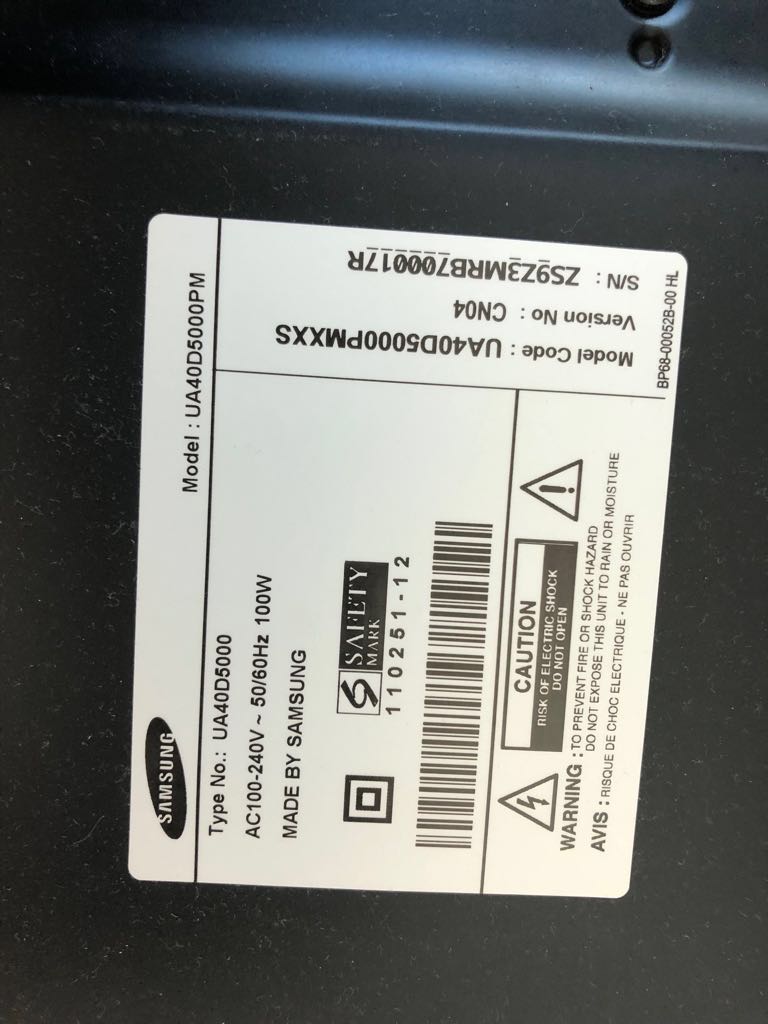 SAMSUNG
Model : UA40D5000PM
Type No.: UA40D5000
AC100-240V ~ 50/60Hz 100W
MADE BY SAMSUNG
SAFETY
MARK
110251-12
Model Code : UA40D5000PMXXS
Version No : CN04
S/N : ZS9Z3MRB700017R
CAUTION
RISK OF ELECTRIC SHOCK
DO NOT OPEN
WARNING : TO PREVENT FIRE OR SHOCK HAZARD
DO NOT EXPOSE THIS UNIT TO RAIN OR MOISTURE
AVIS : RISQUE DE CHOC ELECTRIQUE - NE PAS OUVRIR
BP68-00052B-00 HL